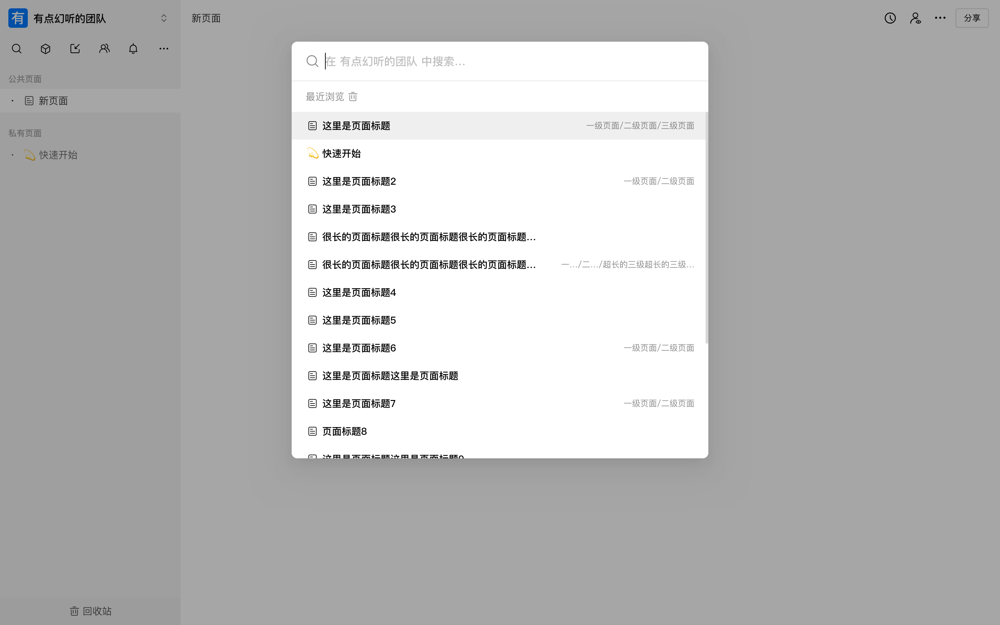 有 有点幻听的团队
新页面
分享
公共页面
新页面
私有页面
快速开始
回收站
在 有点幻听的团队 中搜索...
最近浏览
这里是页面标题 一级页面/二级页面/三级页面
快速开始
这里是页面标题2 一级页面/二级页面
这里是页面标题3
很长的页面标题很长的页面标题很长的页面标题...
很长的页面标题很长的页面标题很长的页面标题... 一.../二.../超长的三级超长的三级...
这里是页面标题4
这里是页面标题5
这里是页面标题6 一级页面/二级页面
这里是页面标题这里是页面标题
这里是页面标题7 一级页面/二级页面
页面标题8
这里是页面标题这里是页面标题9